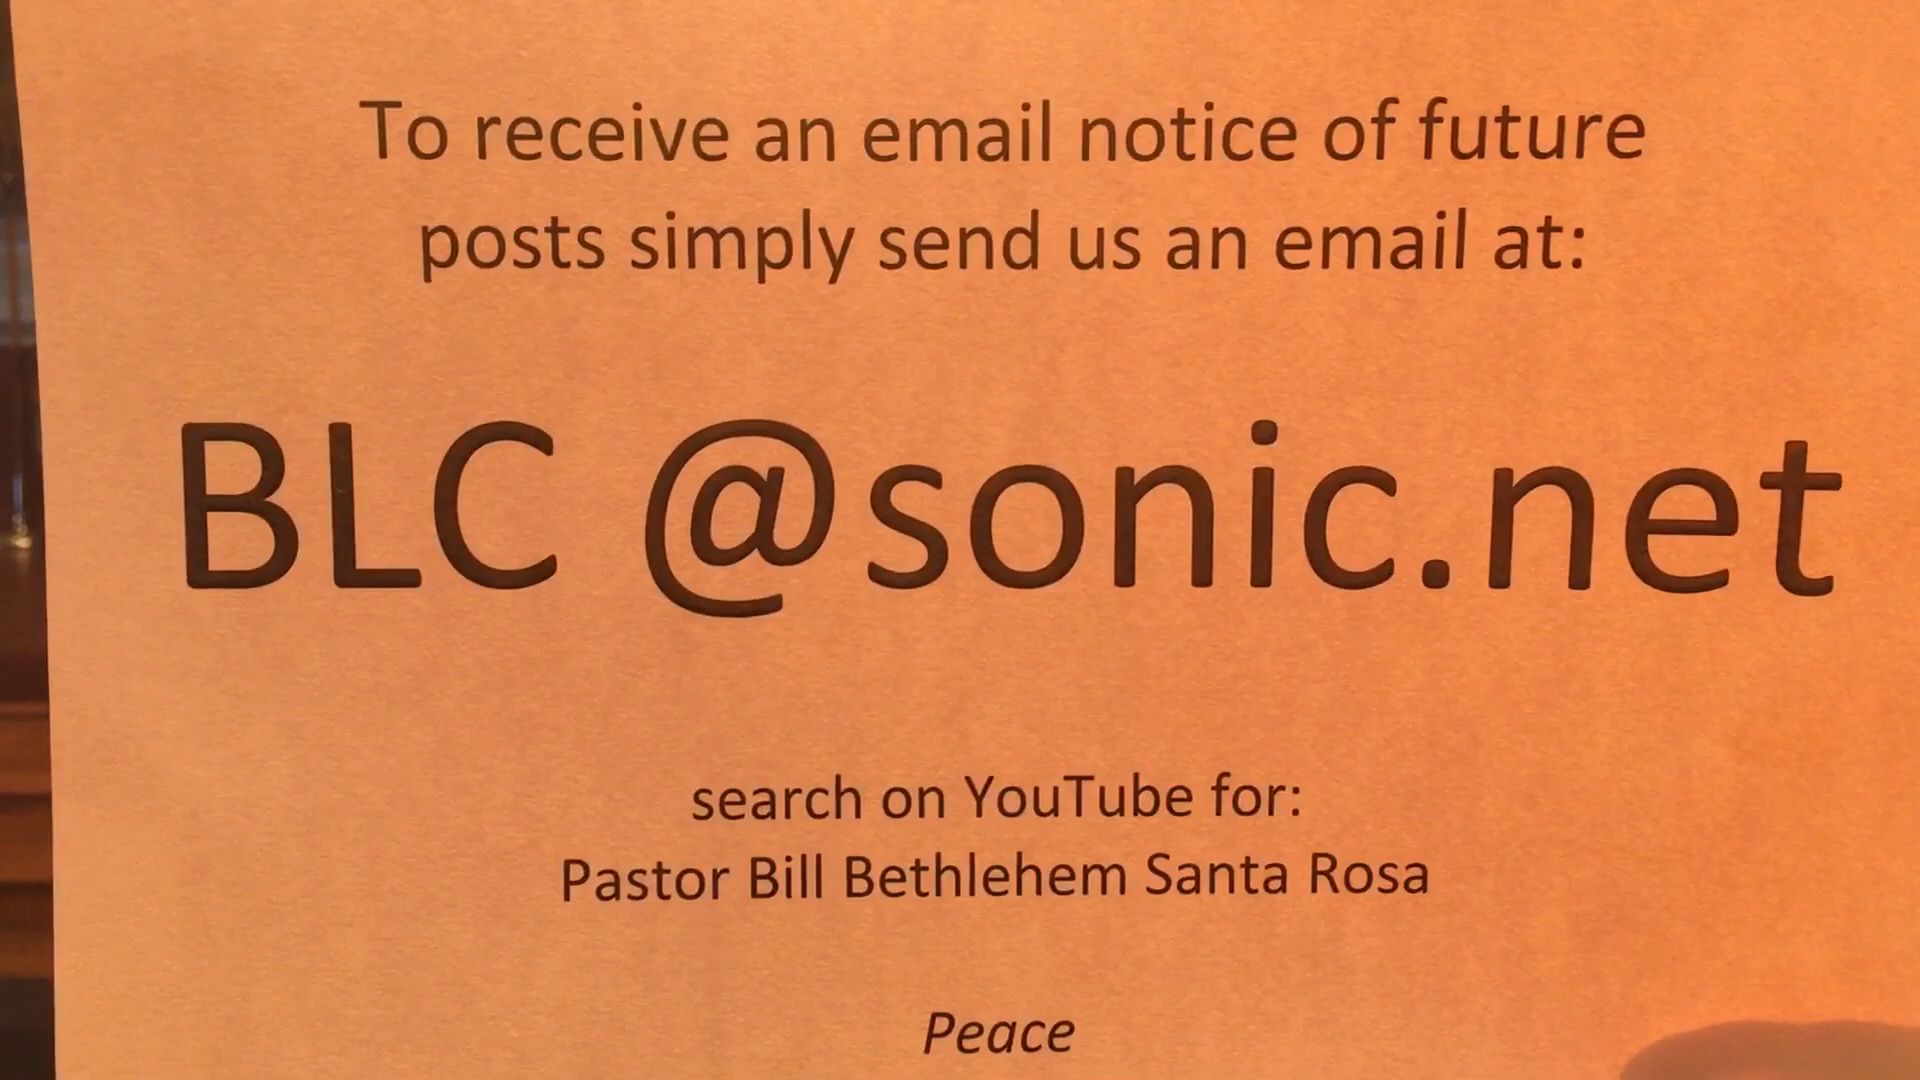 To receive an email notice of future
posts simply send us an email at:
BLC @sonic.net
search on YouTube for:
Pastor Bill Bethlehem Santa Rosa
Peace